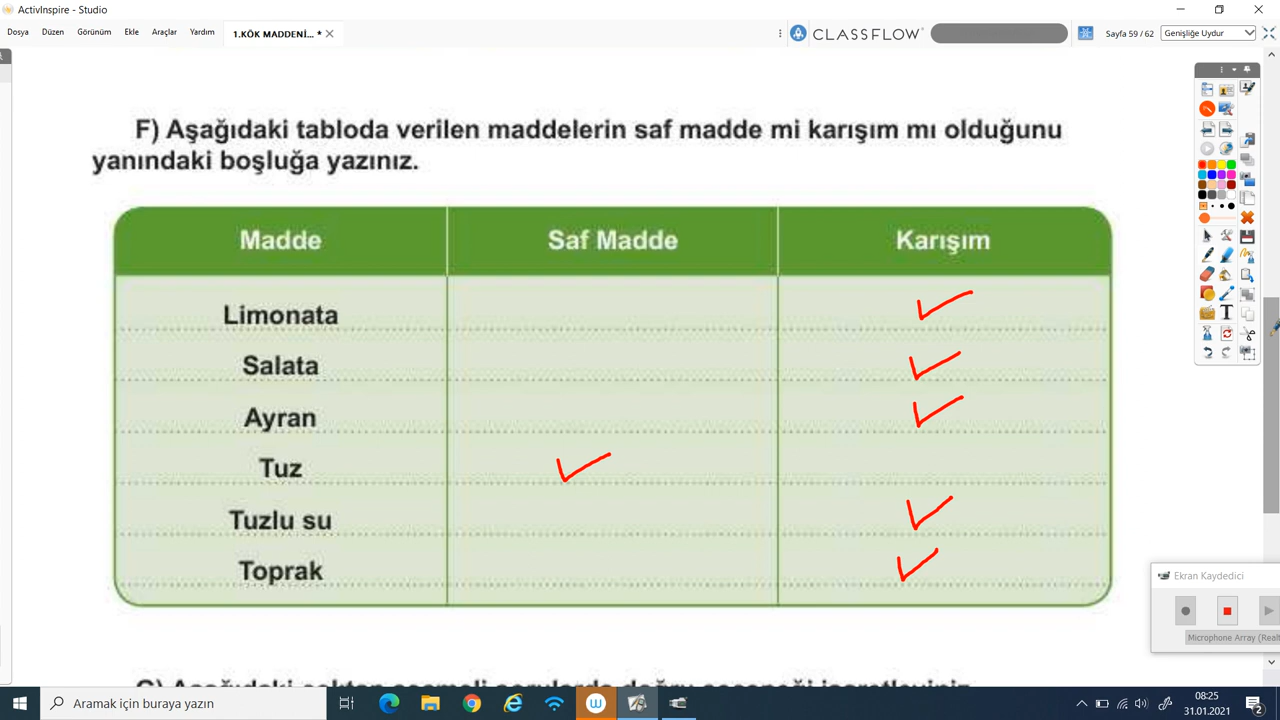 ActivInspire - Studio
Dosya Düzen Görünüm Ekle Araçlar Yardım
1.KÖK MADDENİ... *
CLASSFLOW
Sayfa 59 / 62
Genişliğe Uydur
F) Aşağıdaki tabloda verilen maddelerin saf madde mi karışım mı olduğunu
yanındaki boşluğa yazınız.
Madde Saf Madde Karışım
Limonata
Salata
Ayran
Tuz
Tuzlu su
Toprak
Ekran Kaydedici
Microphone Array (Realt
Aramak için buraya yazın
08:25
31.01.2021
2